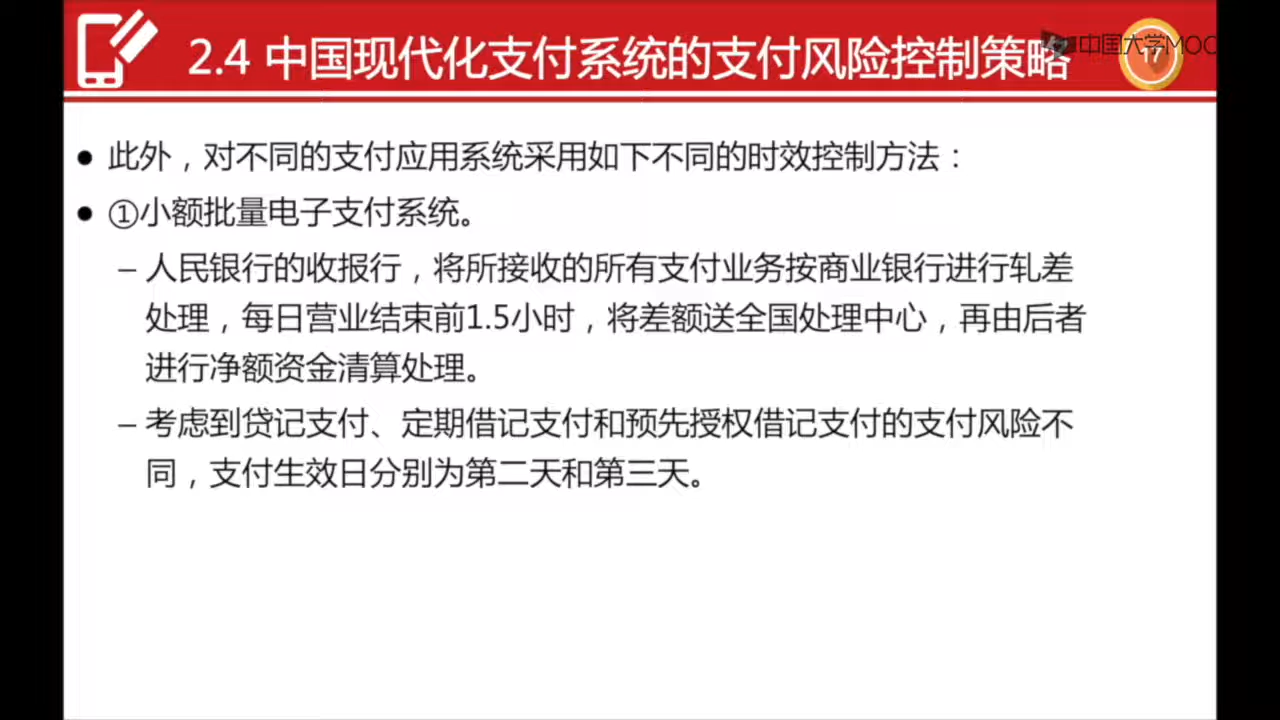 2.4 中国现代化支付系统的支付风险控制策略
中国大学MOC
17
● 此外，对不同的支付应用系统采用如下不同的时效控制方法：
● ①小额批量电子支付系统。
– 人民银行的收报行，将所接收的所有支付业务按商业银行进行轧差
处理，每日营业结束前1.5小时，将差额送全国处理中心，再由后者
进行净额资金清算处理。
– 考虑到贷记支付、定期借记支付和预先授权借记支付的支付风险不
同，支付生效日分别为第二天和第三天。